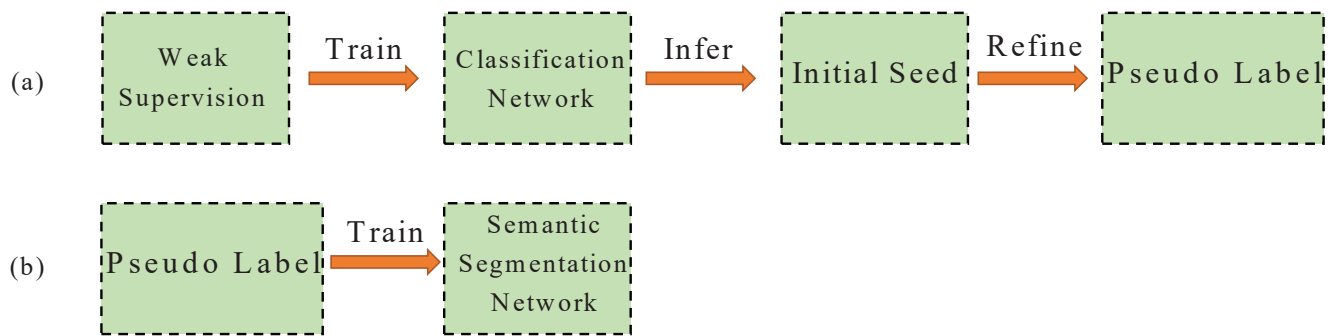 (a)
Weak
Supervision
Train
Classification
Network
Infer
Initial Seed
Refine
Pseudo Label
(b)
Pseudo Label
Train
Semantic
Segmentation
Network